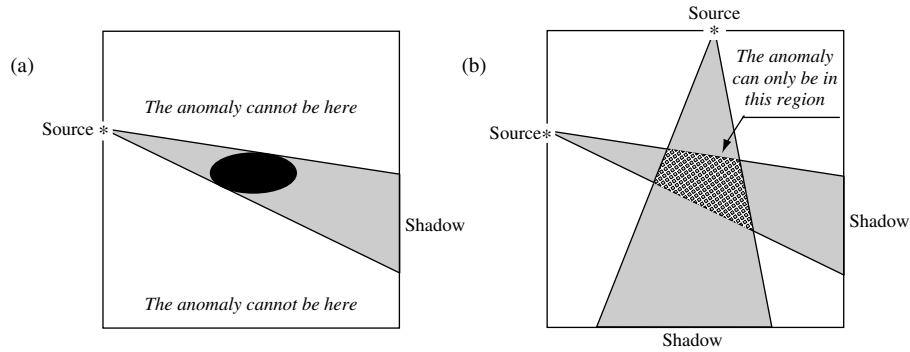 (a)
The anomaly cannot be here
Source *
Shadow
The anomaly cannot be here
(b)
Source
*
The anomaly
can only be in
this region
Source*
Shadow
Shadow